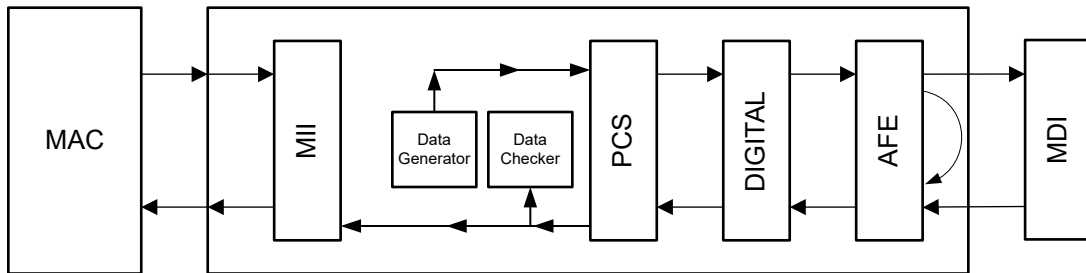 MAC
MII
Data
Generator
Data
Checker
PCS
DIGITAL
AFE
MDI